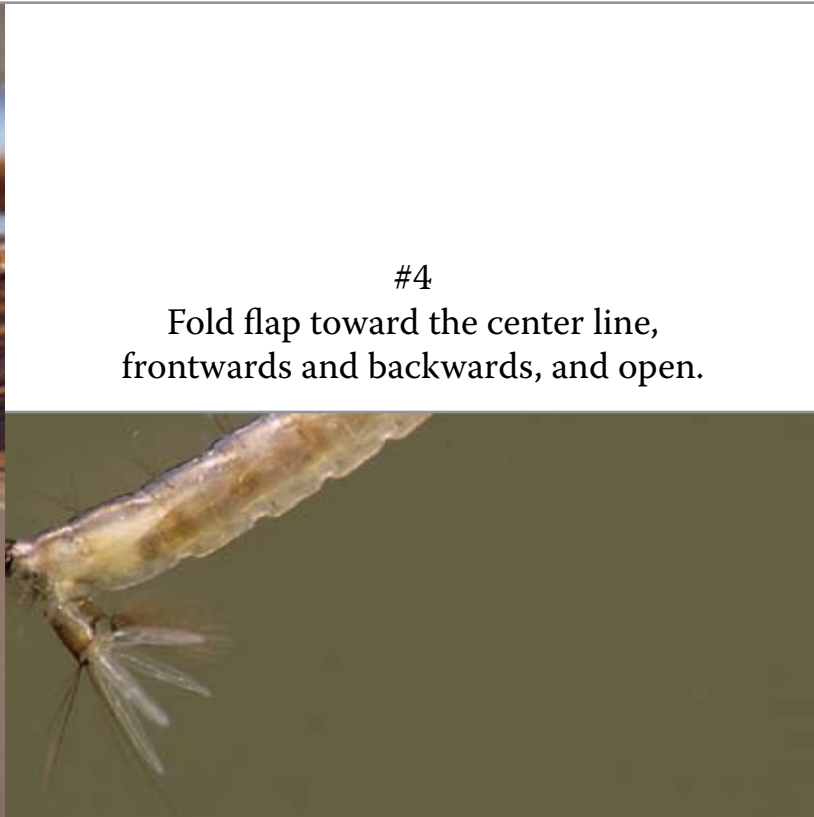 #4
Fold flap toward the center line,
frontwards and backwards, and open.